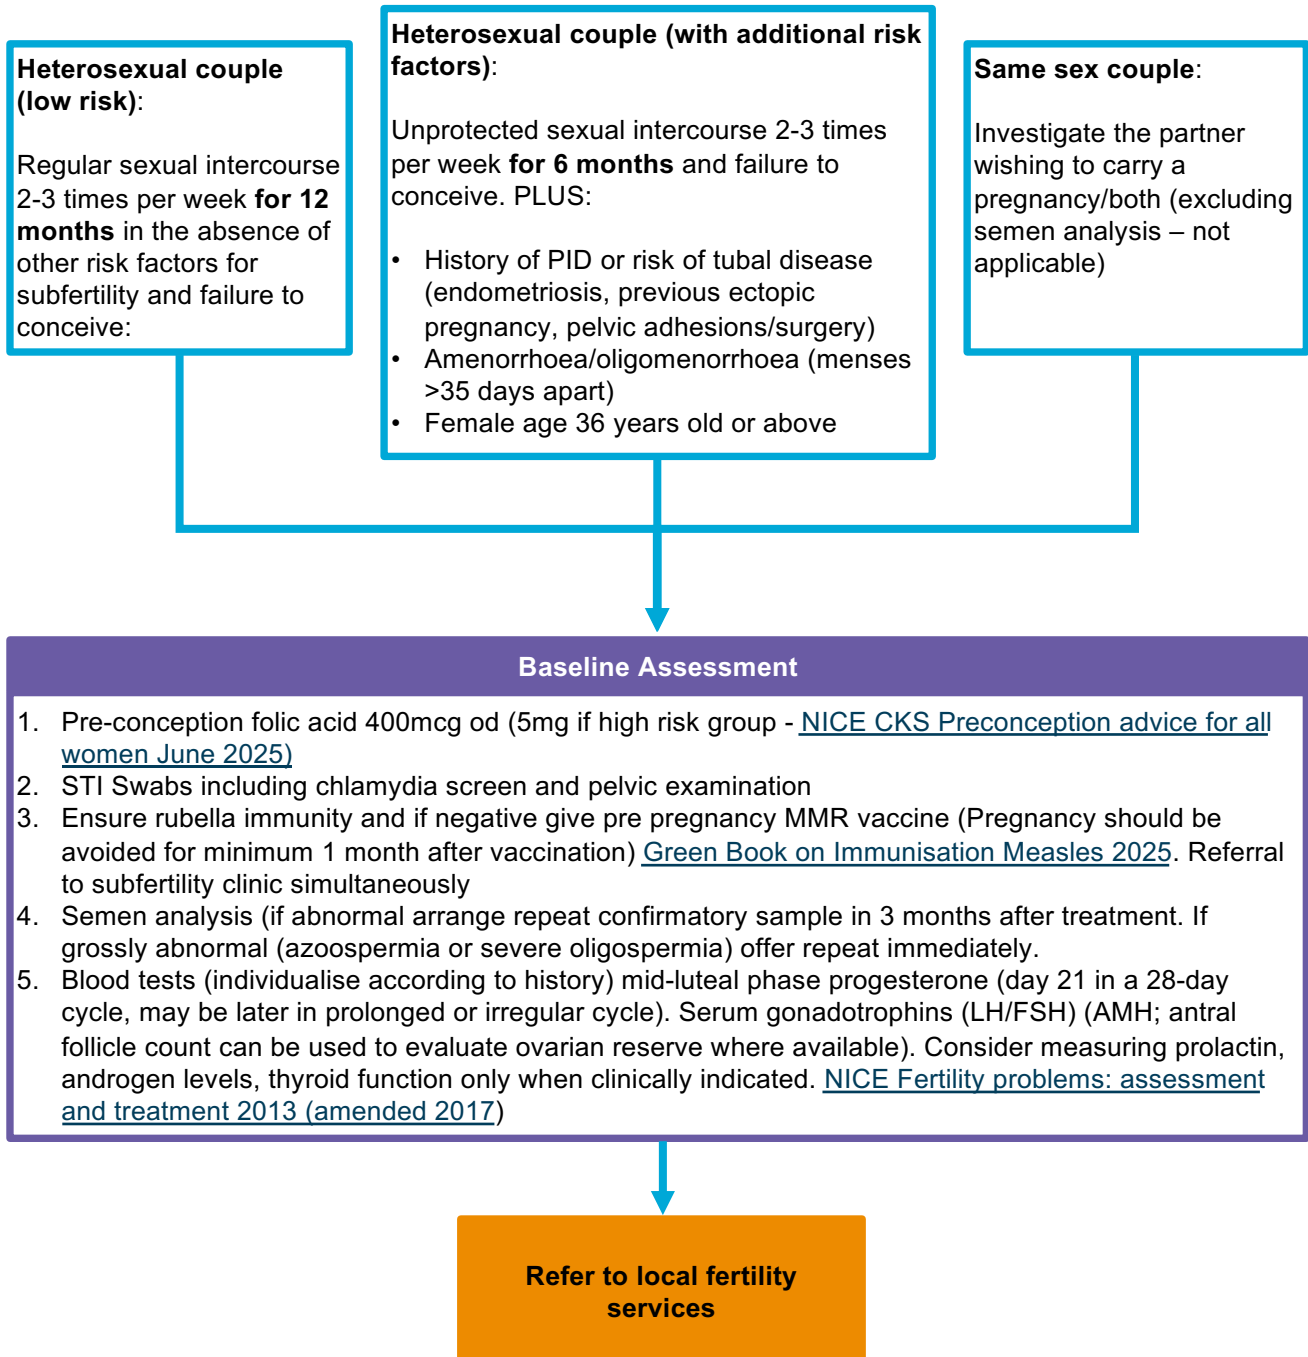 Heterosexual couple
(low risk):
Regular sexual intercourse
2-3 times per week for 12
months in the absence of
other risk factors for
subfertility and failure to
conceive:
Heterosexual couple (with additional risk
factors):
Unprotected sexual intercourse 2-3 times
per week for 6 months and failure to
conceive. PLUS:
• History of PID or risk of tubal disease
(endometriosis, previous ectopic
pregnancy, pelvic adhesions/surgery)
• Amenorrhoea/oligomenorrhoea (menses
>35 days apart)
• Female age 36 years old or above
Same sex couple:
Investigate the partner
wishing to carry a
pregnancy/both (excluding
semen analysis – not
applicable)
Baseline Assessment
1. Pre-conception folic acid 400mcg od (5mg if high risk group - NICE CKS Preconception advice for all
women June 2025)
2. STI Swabs including chlamydia screen and pelvic examination
3. Ensure rubella immunity and if negative give pre pregnancy MMR vaccine (Pregnancy should be
avoided for minimum 1 month after vaccination) Green Book on Immunisation Measles 2025. Referral
to subfertility clinic simultaneously
4. Semen analysis (if abnormal arrange repeat confirmatory sample in 3 months after treatment. If
grossly abnormal (azoospermia or severe oligospermia) offer repeat immediately.
5. Blood tests (individualise according to history) mid-luteal phase progesterone (day 21 in a 28-day
cycle, may be later in prolonged or irregular cycle). Serum gonadotrophins (LH/FSH) (AMH; antral
follicle count can be used to evaluate ovarian reserve where available). Consider measuring prolactin,
androgen levels, thyroid function only when clinically indicated. NICE Fertility problems: assessment
and treatment 2013 (amended 2017)
Refer to local fertility
services